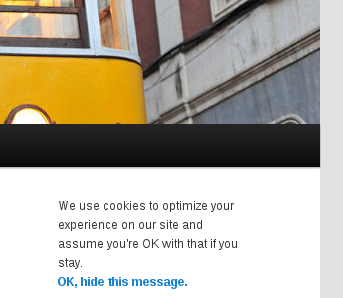 We use cookies to optimize your
experience on our site and
assume you're OK with that if you
stay.
OK, hide this message.